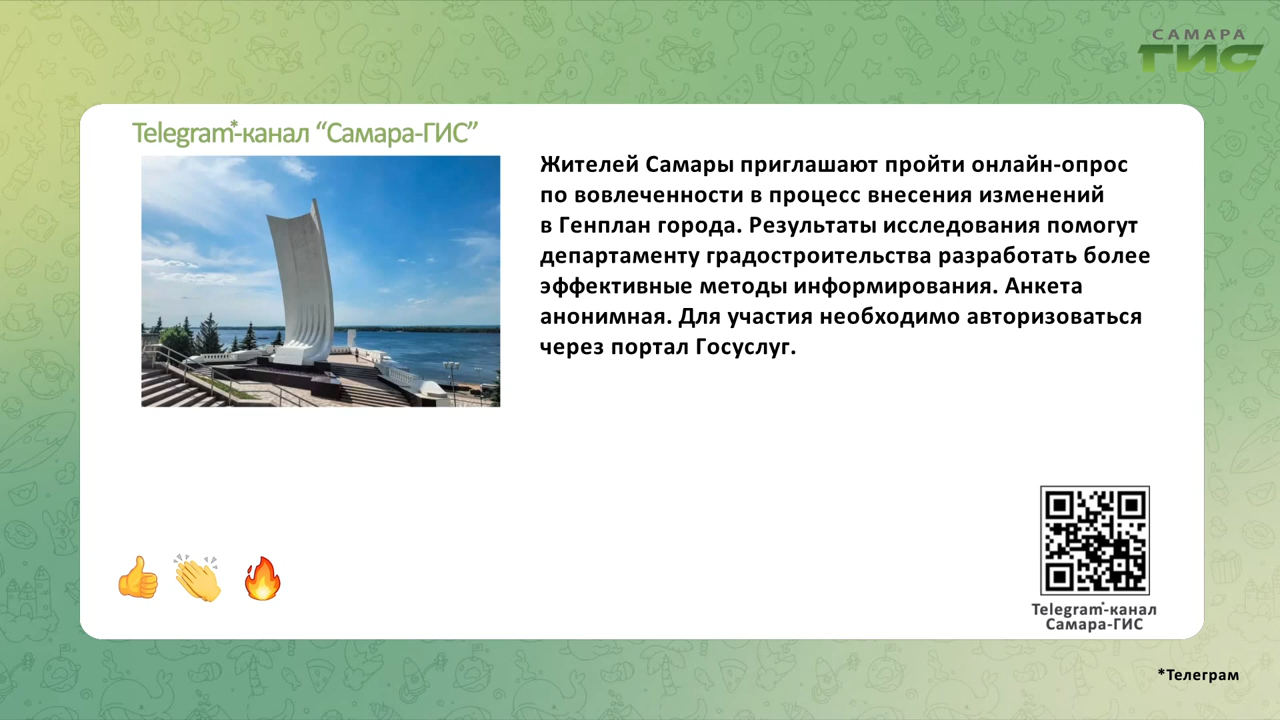 САМАРА
ГИС
Telegram*-канал “Самара-ГИС”
Жителей Самары приглашают пройти онлайн-опрос
по вовлеченности в процесс внесения изменений
в Генплан города. Результаты исследования помогут
департаменту градостроительства разработать более
эффективные методы информирования. Анкета
анонимная. Для участия необходимо авторизоваться
через портал Госуслуг.
Telegram*-канал
Самара-ГИС
*Телеграм